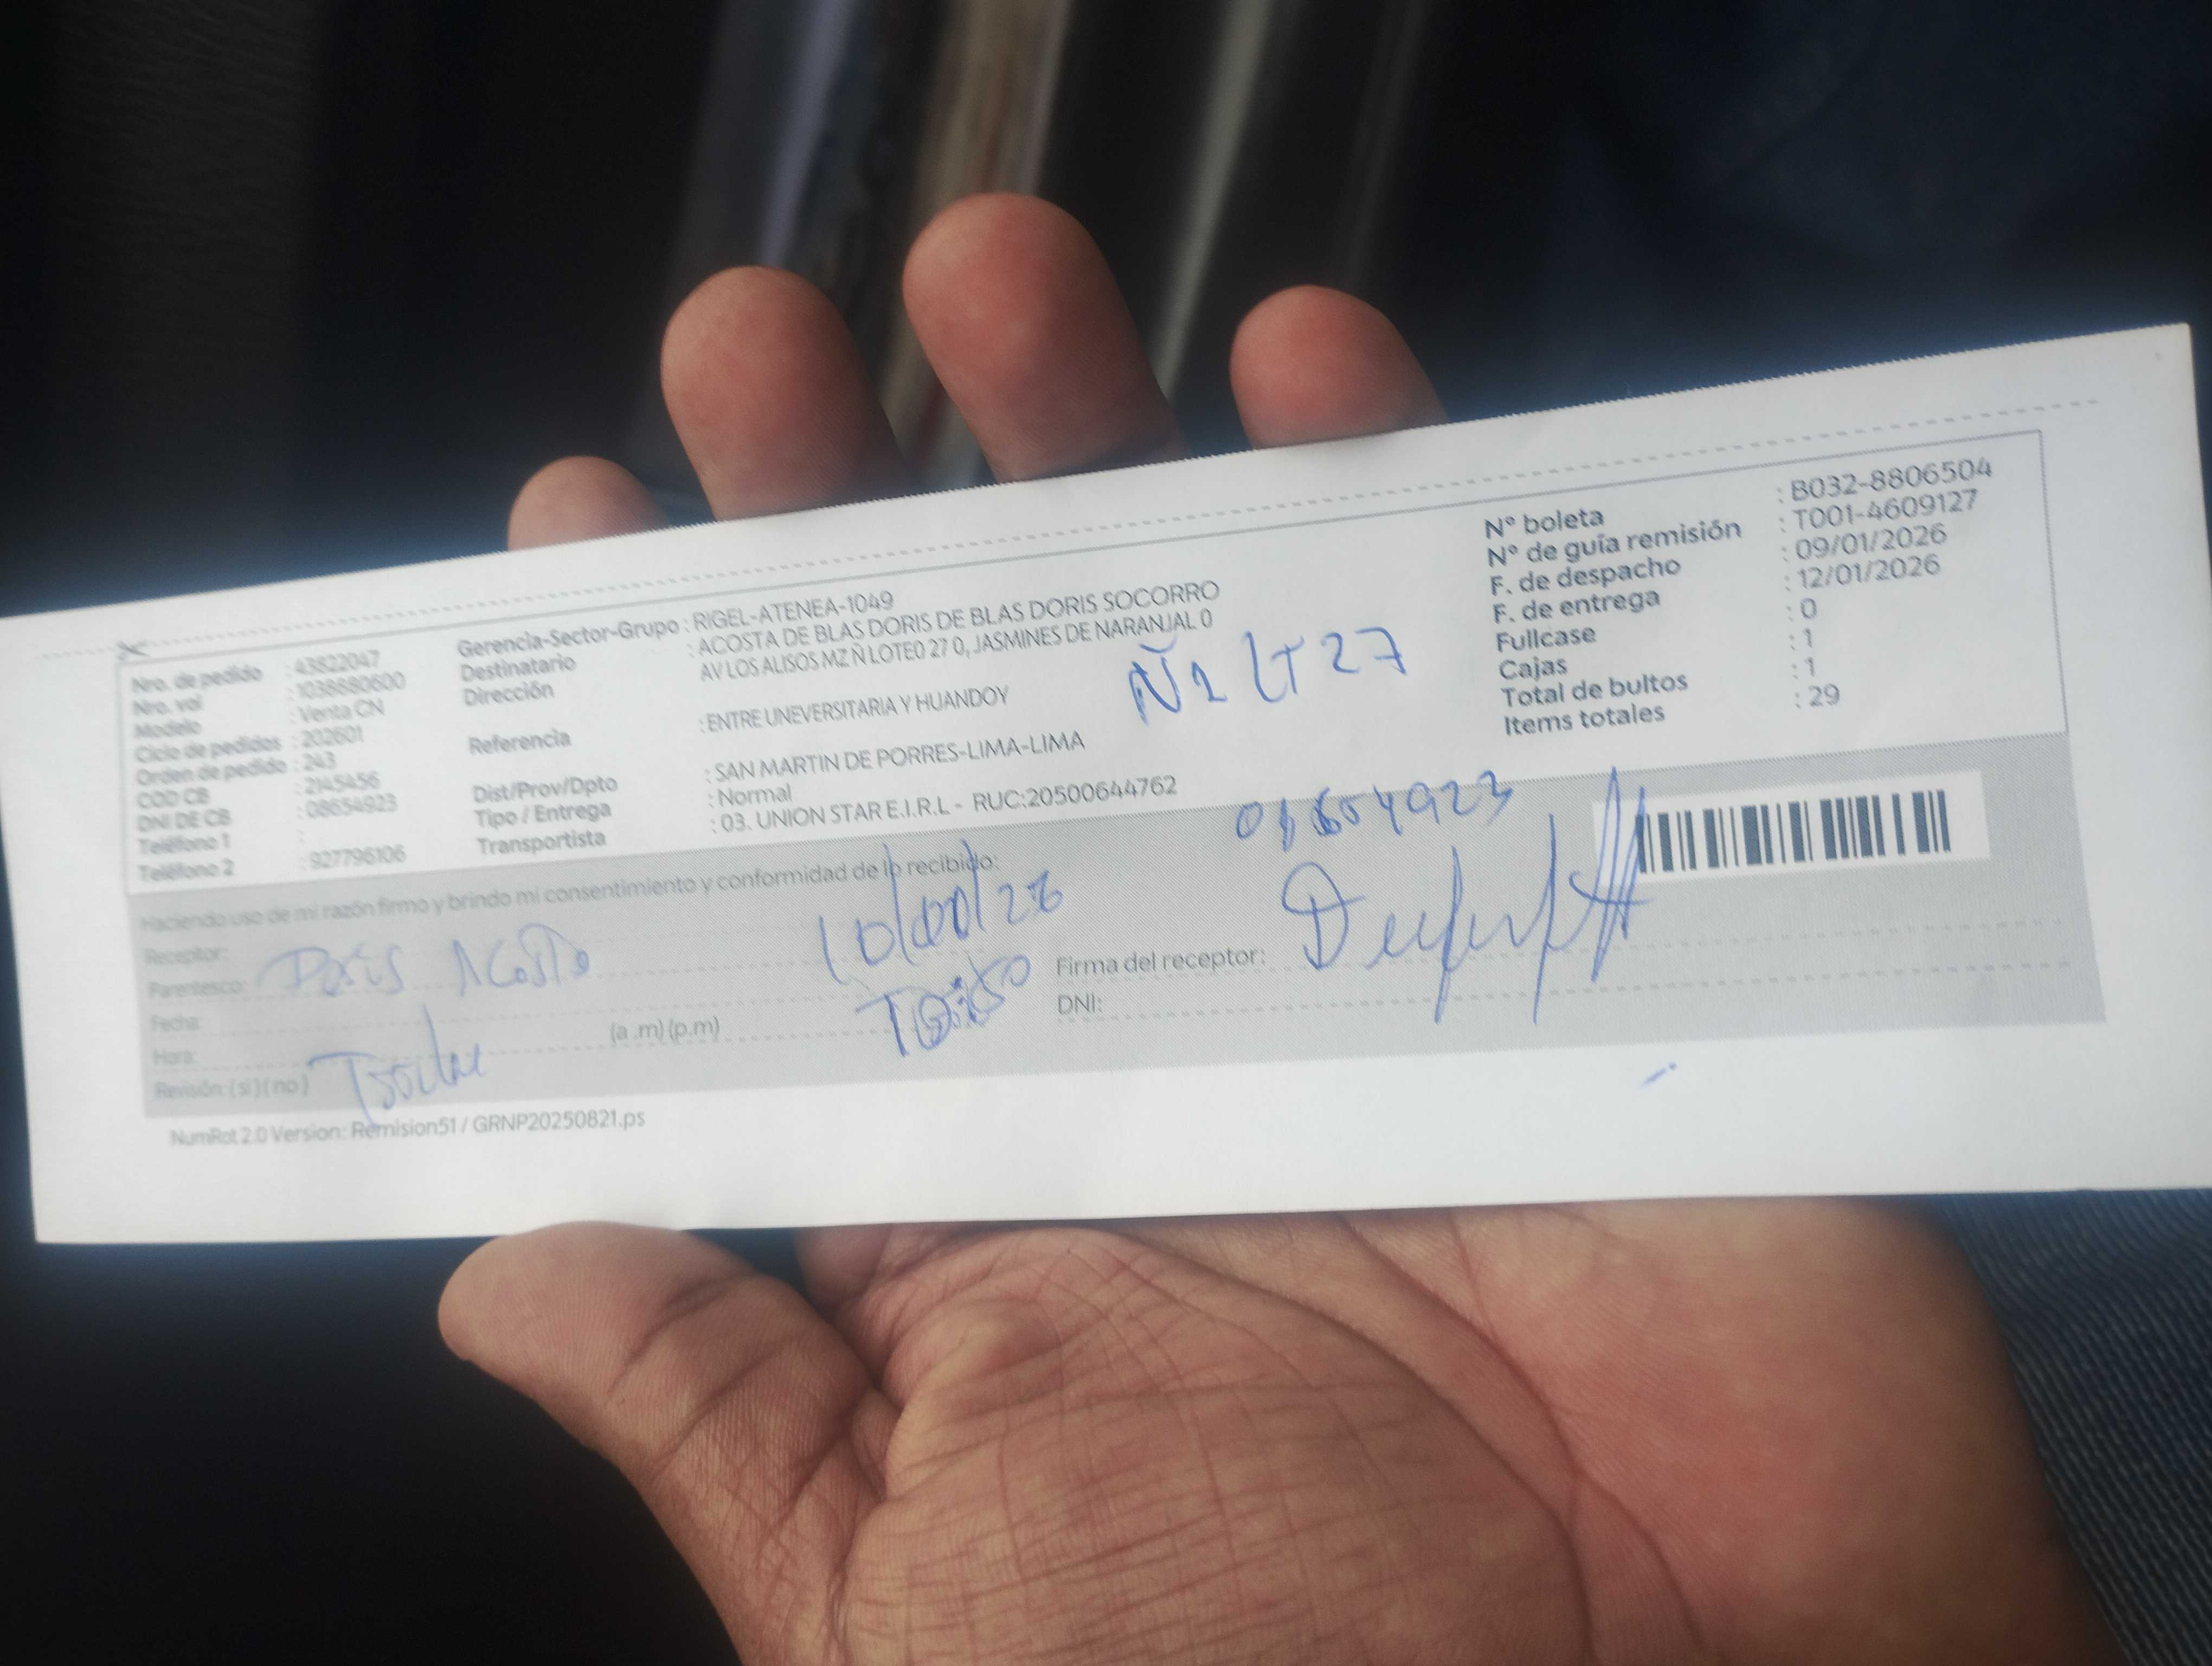 Nro. de pedido : 43822047
Nro. vol : 1038880600
Modelo : Venta CN
Ciclo de pedidos : 202601
Orden de pedido : 243
COD CB : 2145456
DNI DE CB : 08654923
Teléfono 1 :
Teléfono 2 : 927796106
Gerencia-Sector-Grupo : RIGEL-ATENEA-1049
Destinatario : ACOSTA DE BLAS DORIS DE BLAS DORIS SOCORRO
Dirección AV LOS ALISOS MZ Ñ LOTE0 27 0, JASMINES DE NARANJAL 0
Referencia : ENTRE UNEVERSITARIA Y HUANDOY
Dist/Prov/Dpto : SAN MARTIN DE PORRES-LIMA-LIMA
Tipo / Entrega : Normal
Transportista : 03. UNION STAR E.I.R.L - RUC:20500644762
Ñ1 LT 27
N° boleta : B032-8806504
N° de guía remisión : T001-4609127
F. de despacho : 09/01/2026
F. de entrega : 12/01/2026
Fullcase : 0
Cajas : 1
Total de bultos : 1
Items totales : 29
Haciendo uso de mi razón firmo y brindo mi consentimiento y conformidad de lo recibido:
08654923
Receptor:
Parentesco: Doris Acosta
Fecha:
Hora: (a .m) (p.m)
Revisión: (si) ( no )
Firma del receptor:
DNI:
NumRot 2.0 Version: Remision51 / GRNP20250821.ps